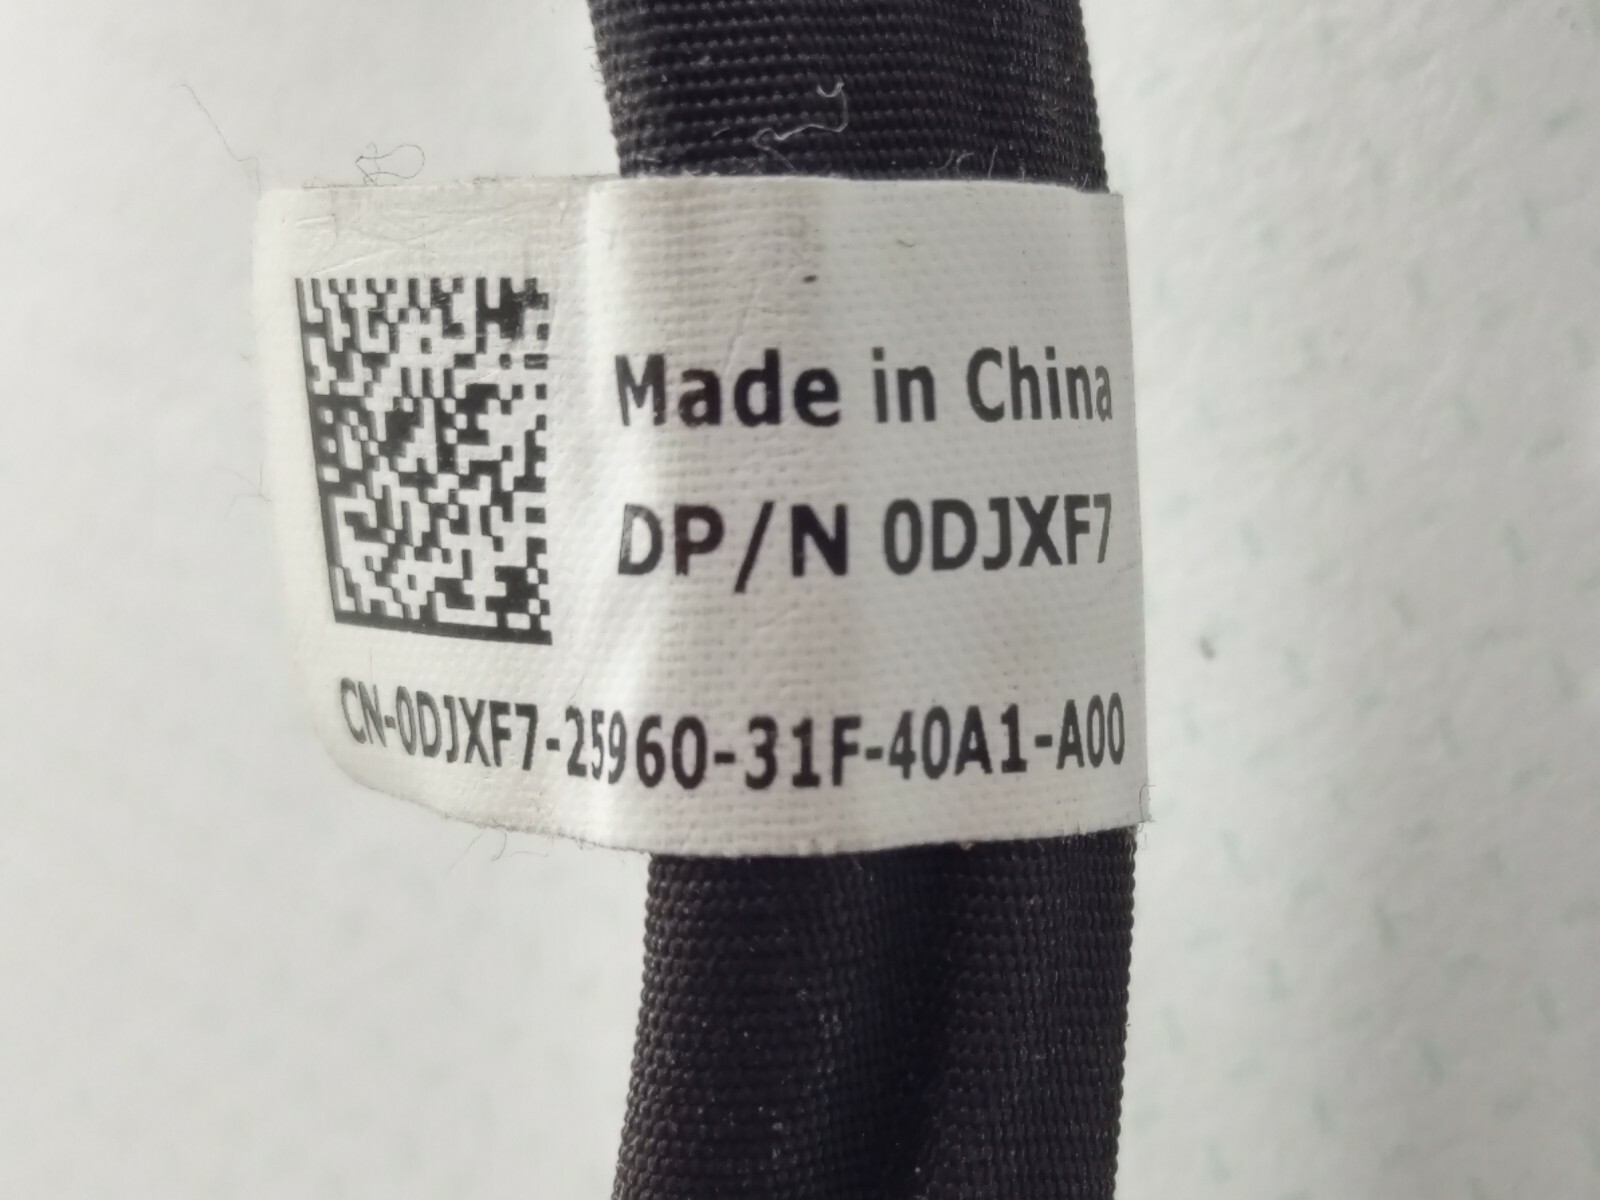 Made in China
DP/N 0DJXF7
CN-0DJXF7-25960-31F-40A1-A00